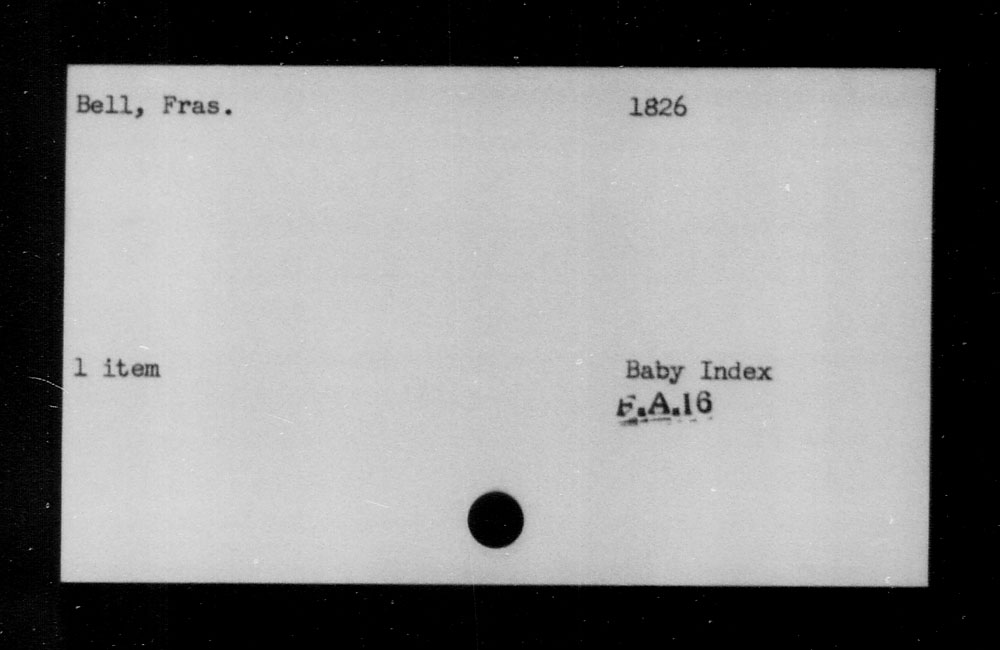 Bell, Fras. 1826
1 item Baby Index
F.A.16